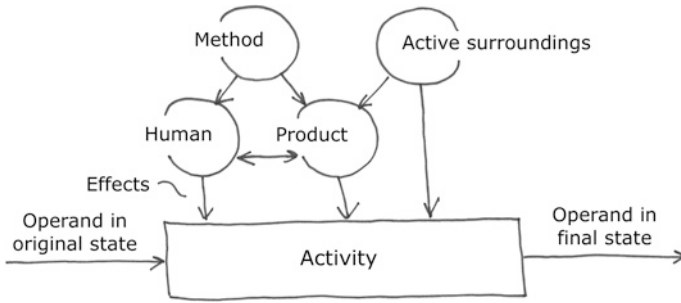 Method
Active surroundings
Human
Product
Effects
Operand in
original state
Activity
Operand in
final state